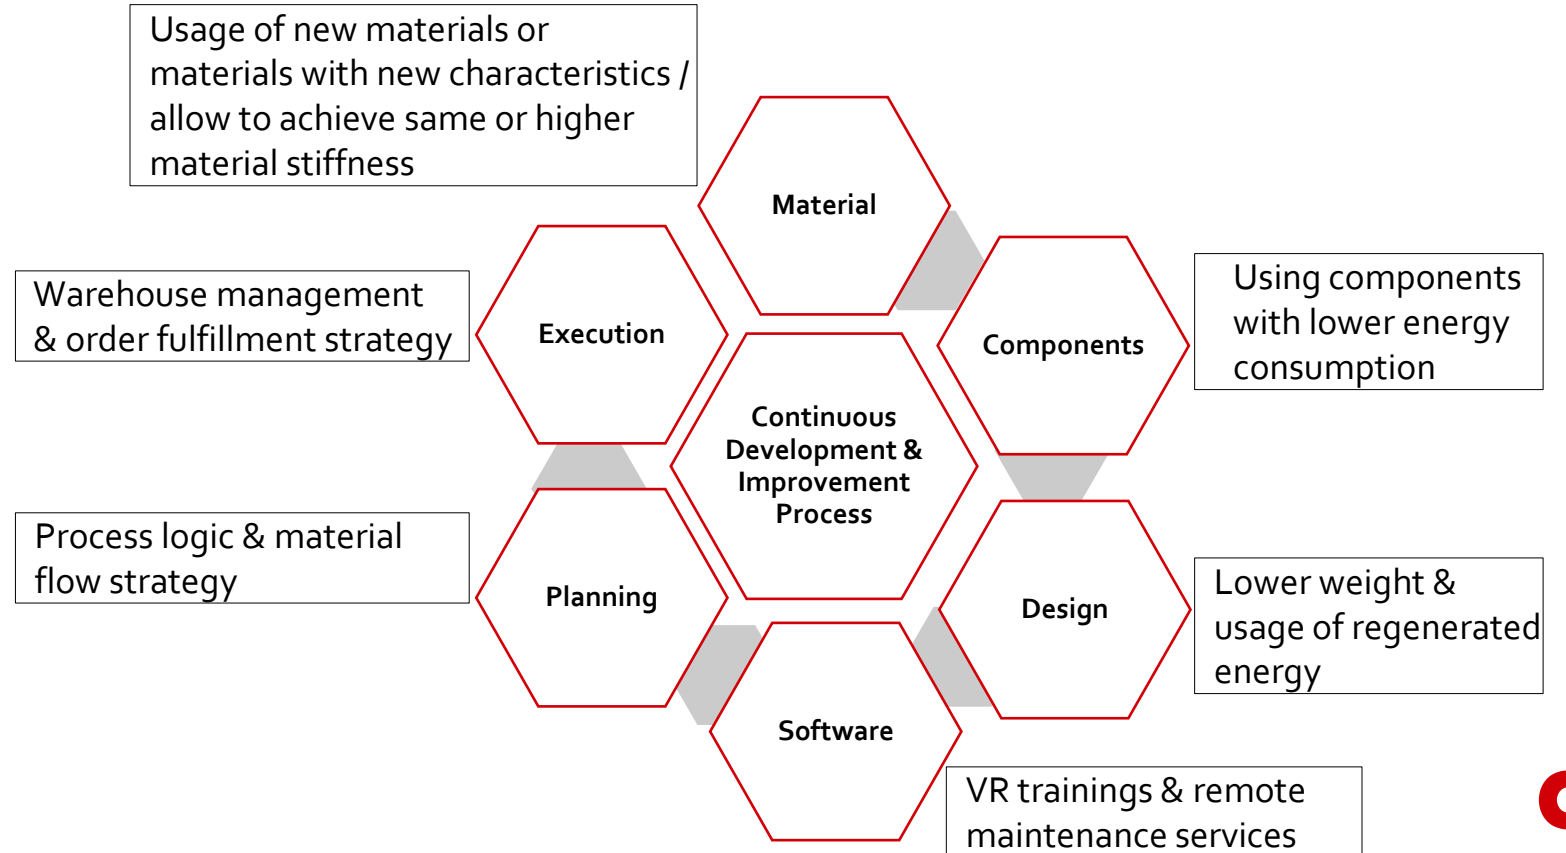 Usage of new materials or
materials with new characteristics /
allow to achieve same or higher
material stiffness
Material
Warehouse management
& order fulfillment strategy
Execution
Components
Using components
with lower energy
consumption
Continuous
Development &
Improvement
Process
Process logic & material
flow strategy
Planning
Design
Lower weight &
usage of regenerated
energy
Software
VR trainings & remote
maintenance services